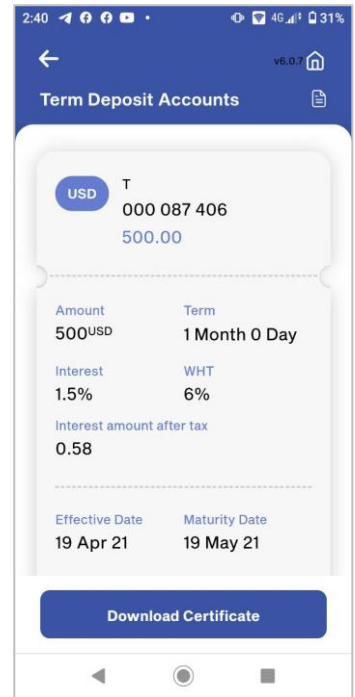 2:40 4G 31%
v6.0.7
Term Deposit Accounts
USD T
000 087 406
500.00
Amount Term
500USD 1 Month 0 Day
Interest WHT
1.5% 6%
Interest amount after tax
0.58
Effective Date Maturity Date
19 Apr 21 19 May 21
Download Certificate